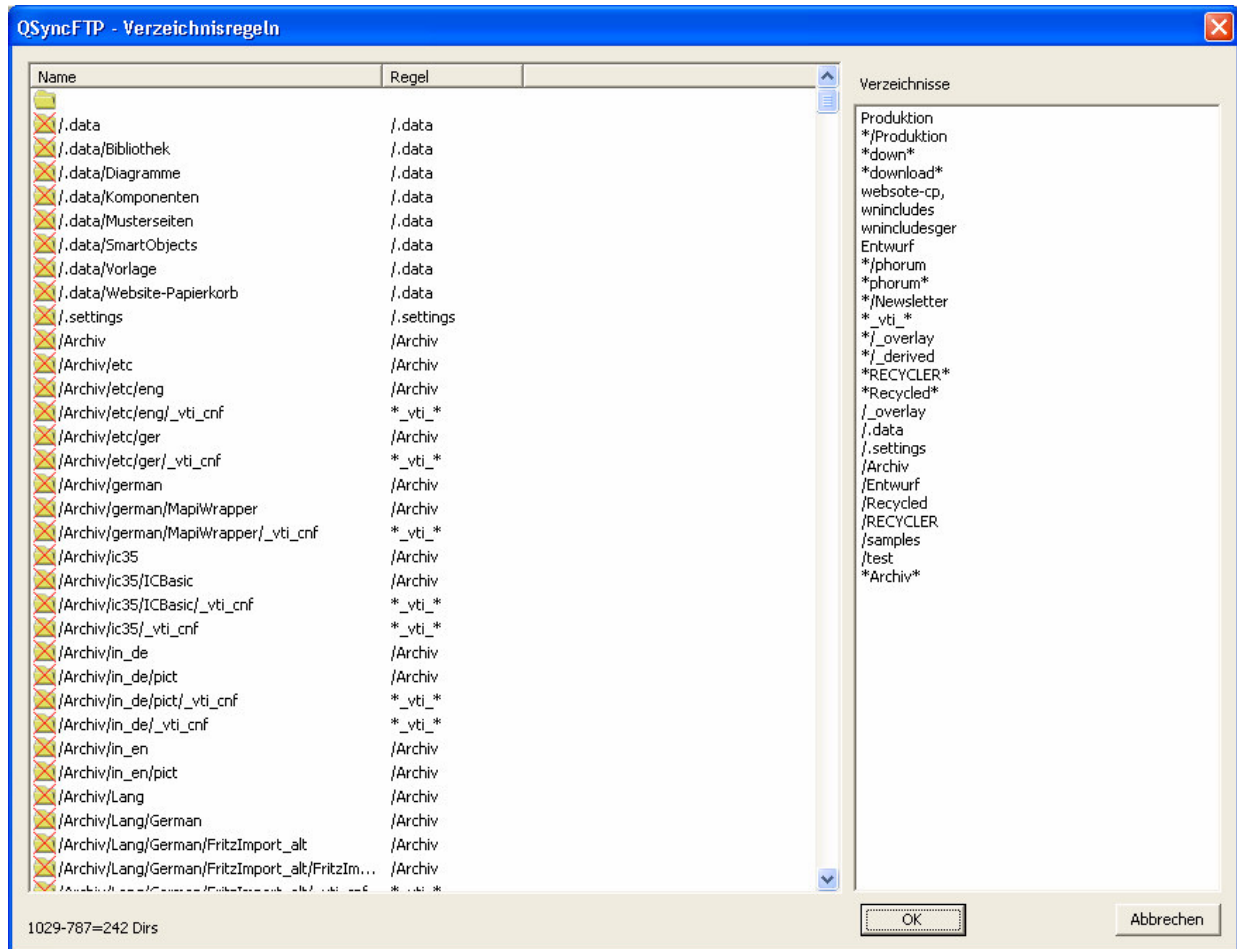 QSyncFTP - Verzeichnisregeln
Name Regel
/.data /.data
/.data/Bibliothek /.data
/.data/Diagramme /.data
/.data/Komponenten /.data
/.data/Musterseiten /.data
/.data/SmartObjects /.data
/.data/Vorlage /.data
/.data/Website-Papierkorb /.data
/.settings /.settings
/Archiv /Archiv
/Archiv/etc /Archiv
/Archiv/etc/eng /Archiv
/Archiv/etc/eng/_vti_cnf *_vti_*
/Archiv/etc/ger /Archiv
/Archiv/etc/ger/_vti_cnf *_vti_*
/Archiv/german /Archiv
/Archiv/german/MapiWrapper /Archiv
/Archiv/german/MapiWrapper/_vti_cnf *_vti_*
/Archiv/ic35 /Archiv
/Archiv/ic35/ICBasic /Archiv
/Archiv/ic35/ICBasic/_vti_cnf *_vti_*
/Archiv/ic35/_vti_cnf *_vti_*
/Archiv/in_de /Archiv
/Archiv/in_de/pict /Archiv
/Archiv/in_de/pict/_vti_cnf *_vti_*
/Archiv/in_de/_vti_cnf *_vti_*
/Archiv/in_en /Archiv
/Archiv/in_en/pict /Archiv
/Archiv/Lang /Archiv
/Archiv/Lang/German /Archiv
/Archiv/Lang/German/FritzImport_alt /Archiv
/Archiv/Lang/German/FritzImport_alt/FritzIm... /Archiv
/Archiv/Lang/German/FritzImport_alt/_vti_cnf *_vti_*
1029-787=242 Dirs
Verzeichnisse
Produktion
*/Produktion
*down*
*download*
websote-cp,
wnincludes
wnincludesger
Entwurf
*/phorum
*phorum*
*/Newsletter
*_vti_*
*/_overlay
*/_derived
*RECYCLER*
*Recycled*
/_overlay
/.data
/.settings
/Archiv
/Entwurf
/Recycled
/RECYCLER
/samples
/test
*Archiv*
OK Abbrechen